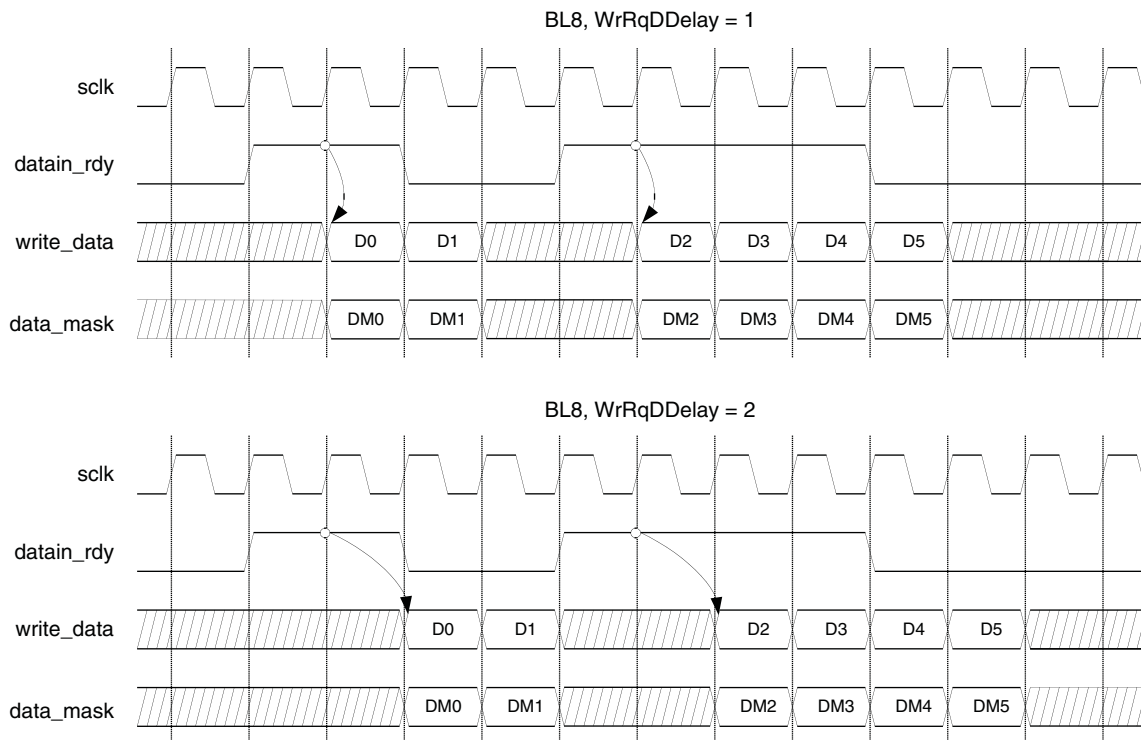 BL8, WrRqDDelay = 1
sclk
datain_rdy
write_data D0 D1 D2 D3 D4 D5
data_mask DM0 DM1 DM2 DM3 DM4 DM5
BL8, WrRqDDelay = 2
sclk
datain_rdy
write_data D0 D1 D2 D3 D4 D5
data_mask DM0 DM1 DM2 DM3 DM4 DM5